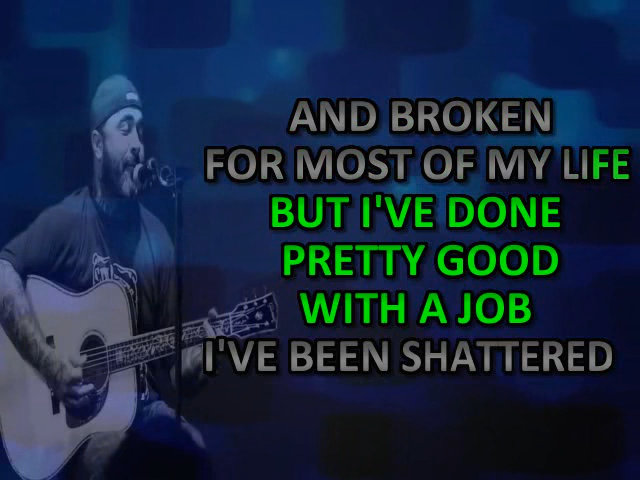 AND BROKEN
FOR MOST OF MY LIFE
BUT I'VE DONE
PRETTY GOOD
WITH A JOB
I'VE BEEN SHATTERED